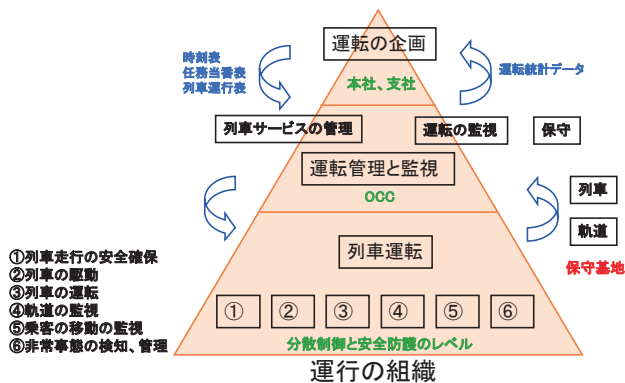 運転の企画
時刻表
任務当番表
列車運行表
本社、支社
運転統計データ
列車サービスの管理
運転の監視
保守
運転管理と監視
OCC
列車
軌道
保守基地
列車運転
①列車走行の安全確保
②列車の駆動
③列車の運転
④軌道の監視
⑤乗客の移動の監視
⑥非常事態の検知、管理
① ② ③ ④ ⑤ ⑥
分散制御と安全防護のレベル
運行の組織